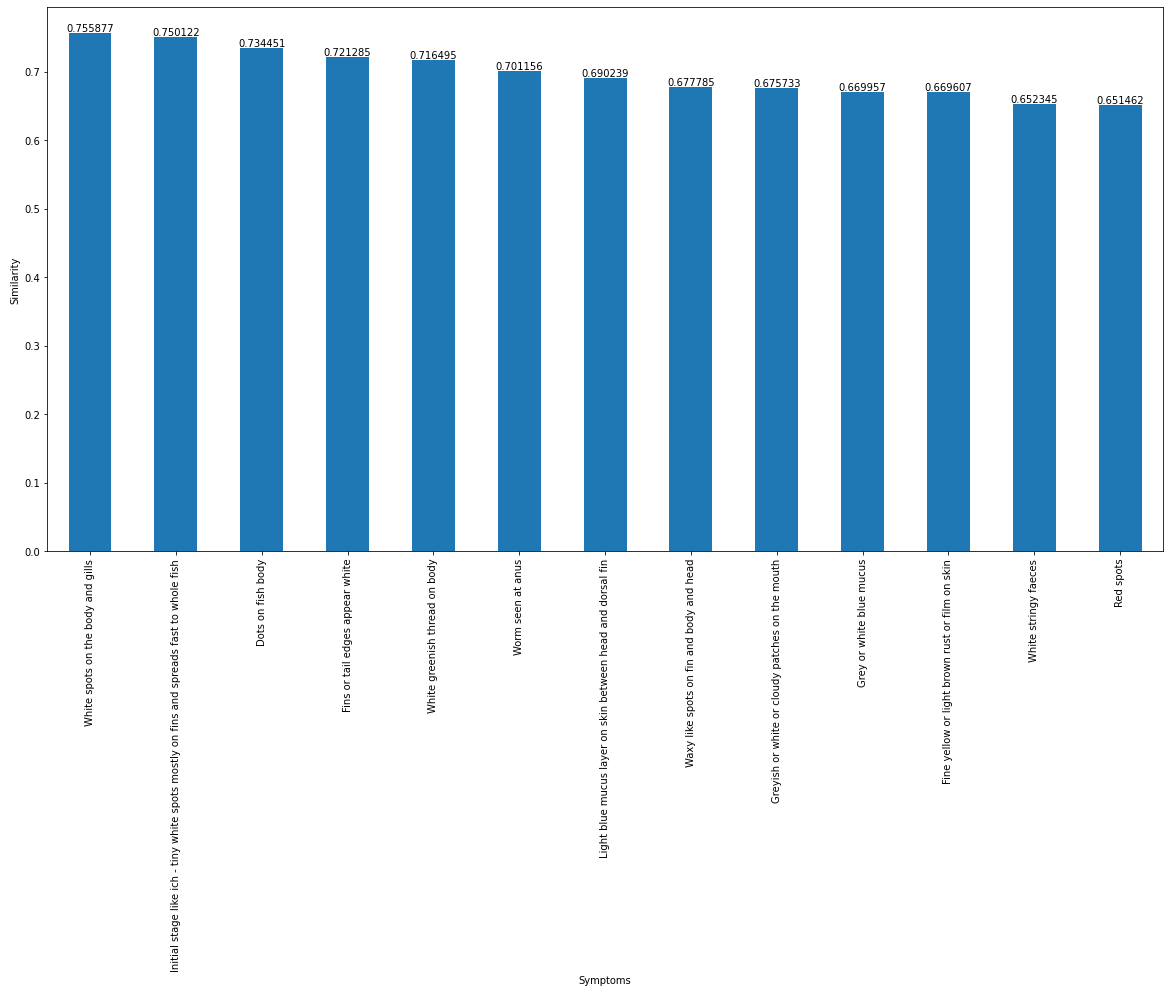 0.755877
0.750122
0.734451
0.721285
0.716495
0.701156
0.690239
0.677785
0.675733
0.669957
0.669607
0.652345
0.651462
0.7
0.6
0.5
0.4
0.3
0.2
0.1
0.0
Similarity
White spots on the body and gills
Initial stage like ich - tiny white spots mostly on fins and spreads fast to whole fish
Dots on fish body
Fins or tail edges appear white
White greenish thread on body
Worm seen at anus
Light blue mucus layer on skin between head and dorsal fin
Waxy like spots on fin and body and head
Greyish or white or cloudy patches on the mouth
Grey or white blue mucus
Fine yellow or light brown rust or film on skin
White stringy faeces
Red spots
Symptoms